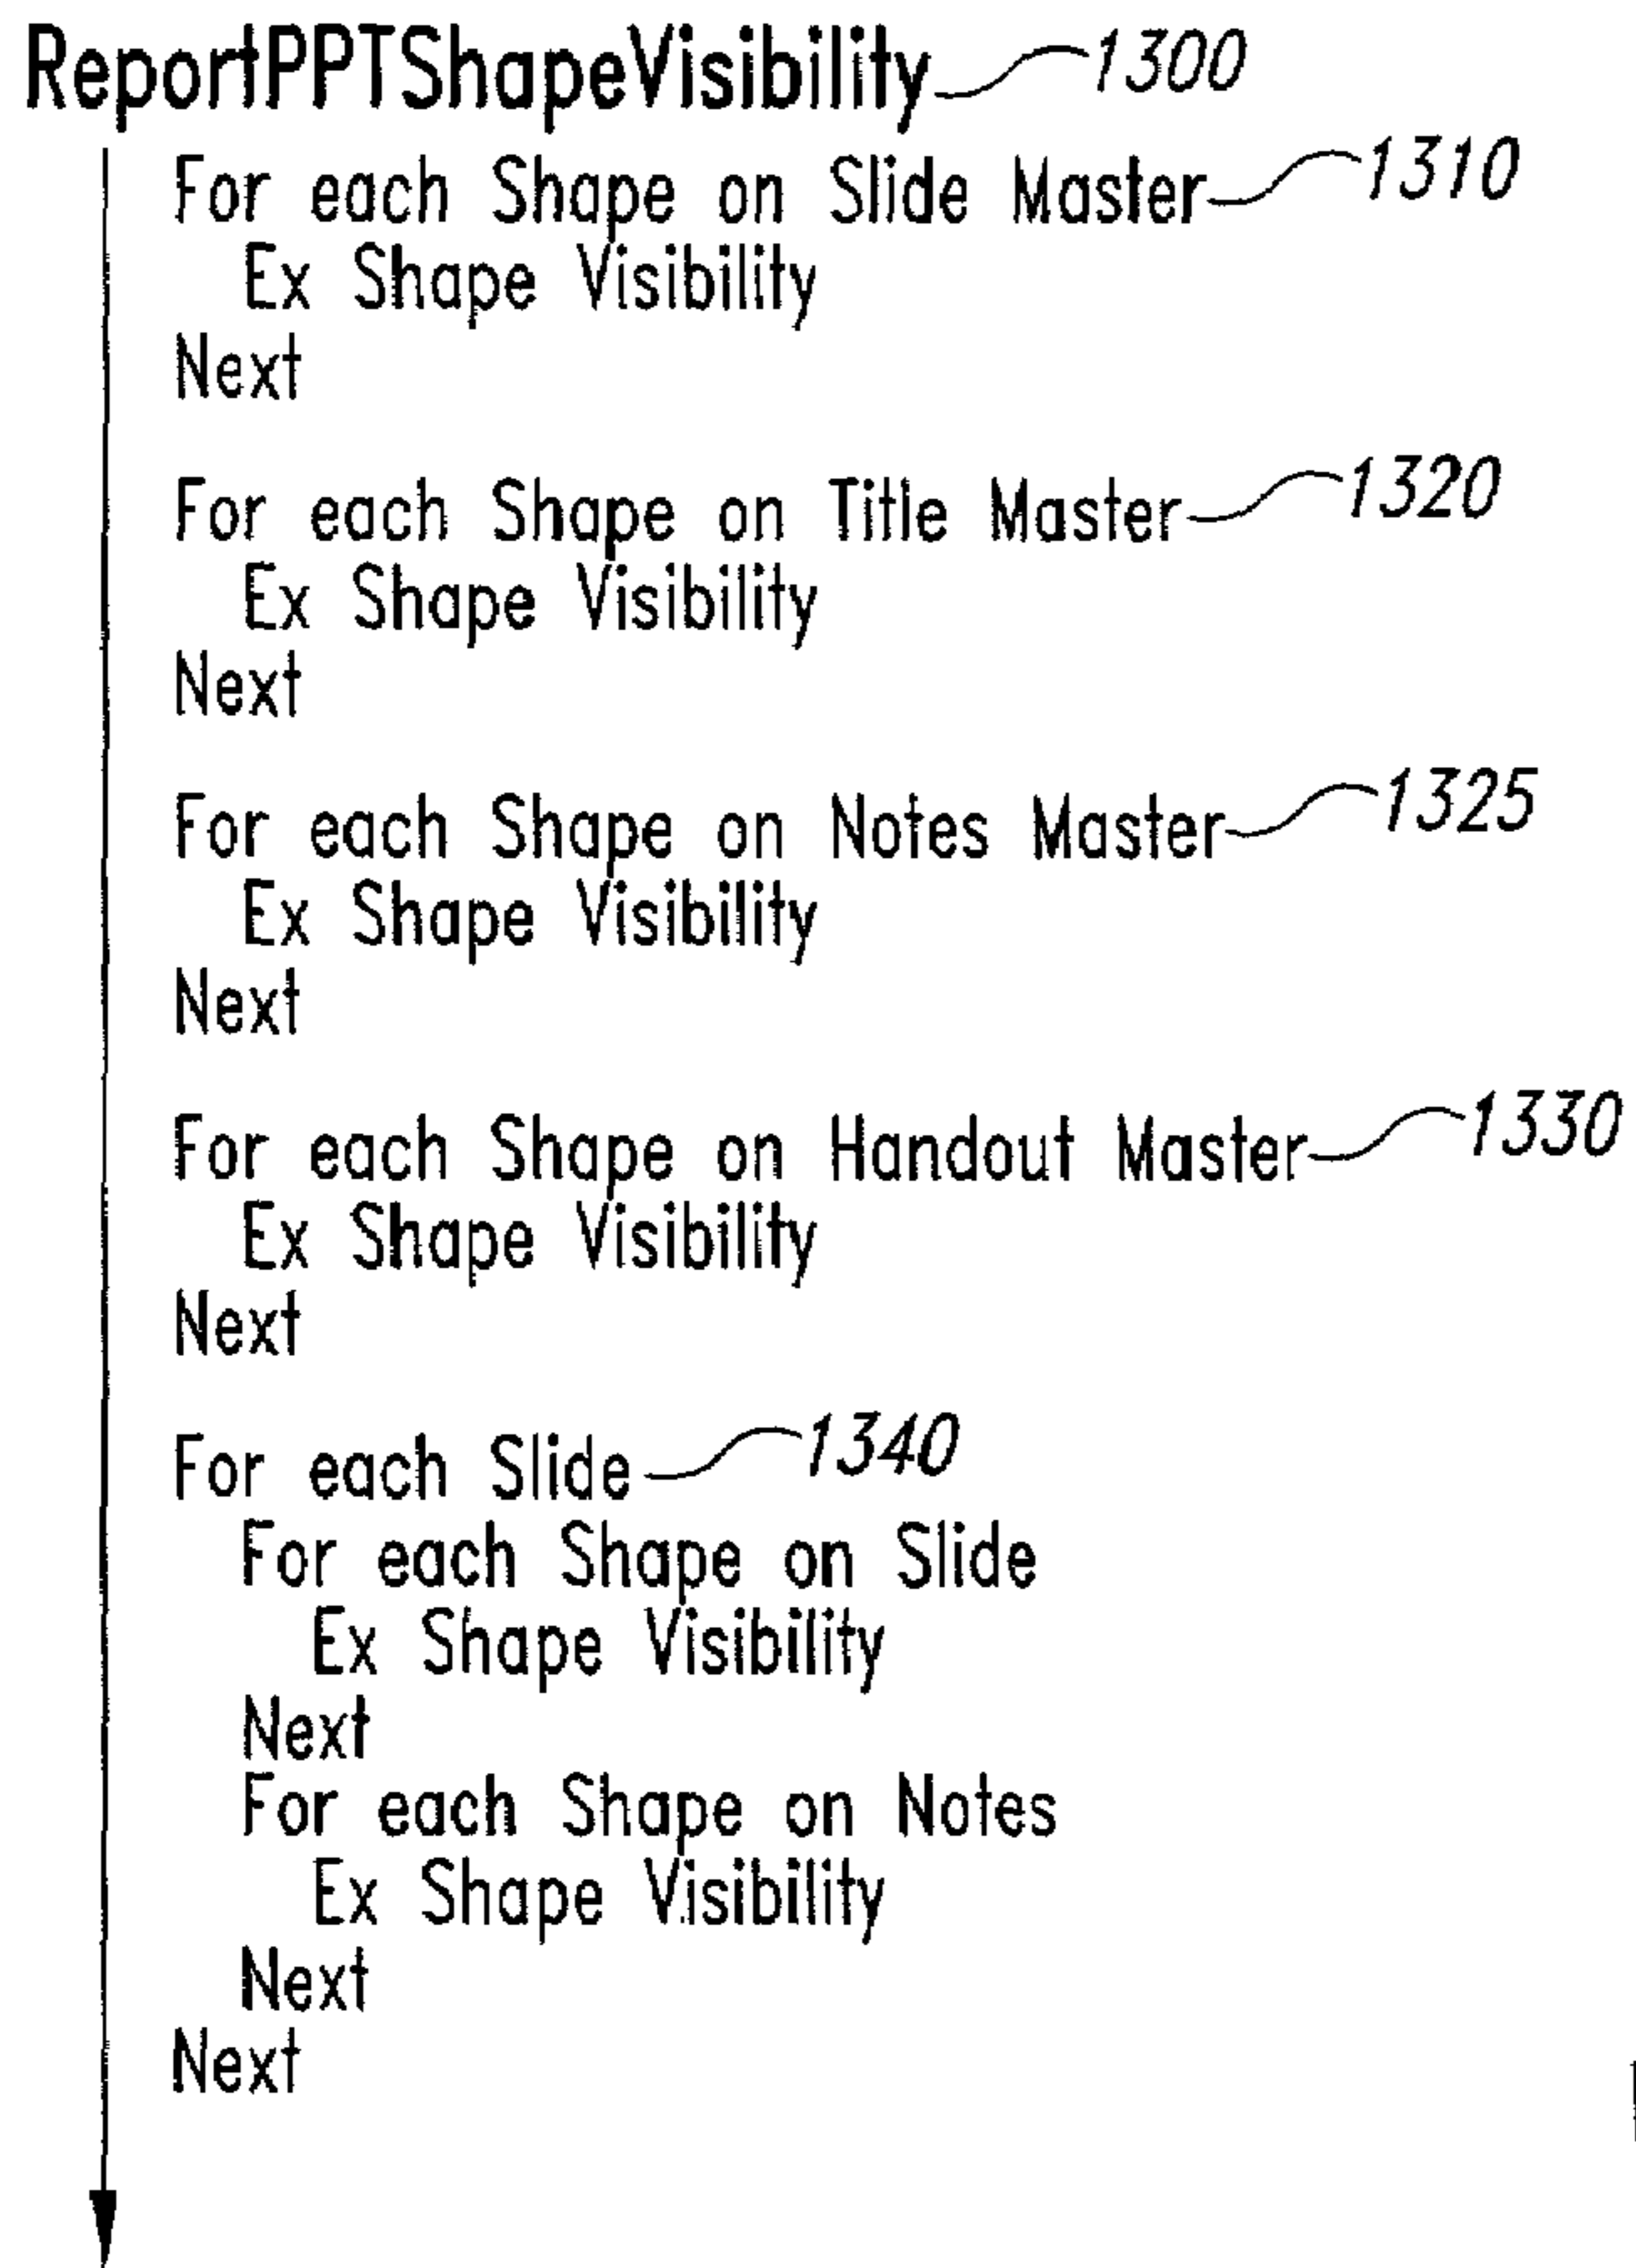 ReportPPTShapeVisibility 1300
For each Shape on Slide Master 1310
Ex Shape Visibility
Next
For each Shape on Title Master 1320
Ex Shape Visibility
Next
For each Shape on Notes Master 1325
Ex Shape Visibility
Next
For each Shape on Handout Master 1330
Ex Shape Visibility
Next
For each Slide 1340
For each Shape on Slide
Ex Shape Visibility
Next
For each Shape on Notes
Ex Shape Visibility
Next
Next